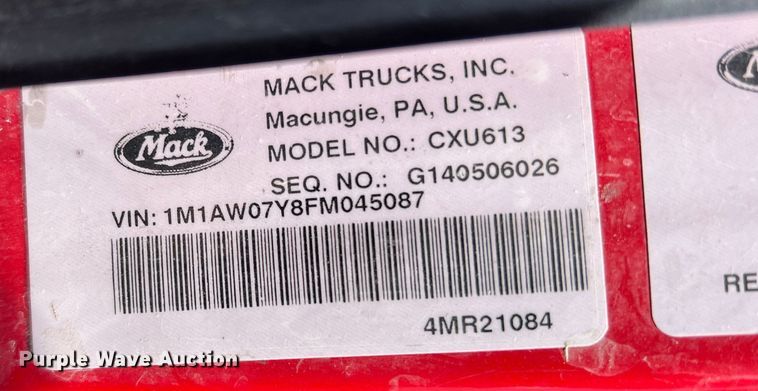 MACK TRUCKS, INC.
Macungie, PA, U.S.A.
Mack
MODEL NO.: CXU613
SEQ. NO.: G140506026
VIN: 1M1AW07Y8FM045087
4MR21084
RE
Purple Wave Auction